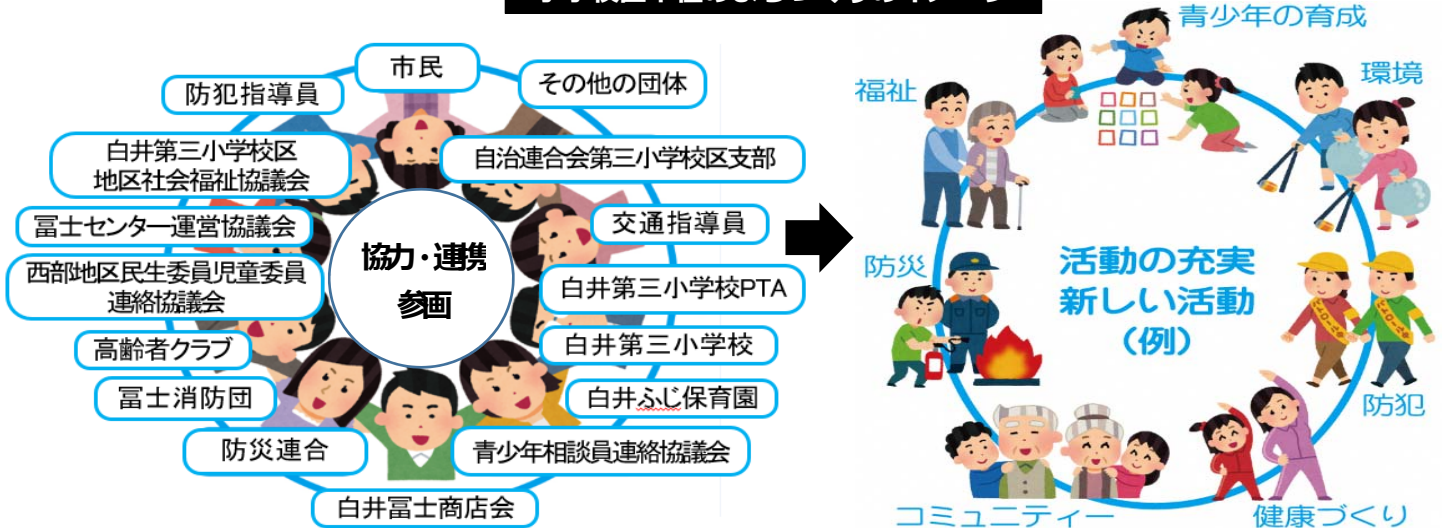 市民
その他の団体
防犯指導員
白井第三小学校区
地区社会福祉協議会
自治連合会第三小学校区支部
冨士センター運営協議会
交通指導員
西部地区民生委員児童委員
連絡協議会
白井第三小学校PTA
高齢者クラブ
白井第三小学校
冨士消防団
白井ふじ保育園
防災連合
青少年相談員連絡協議会
白井冨士商店会
協力・連携
参画
青少年の育成
福祉
環境
防災
活動の充実
新しい活動
（例）
防犯
コミュニティー
健康づくり